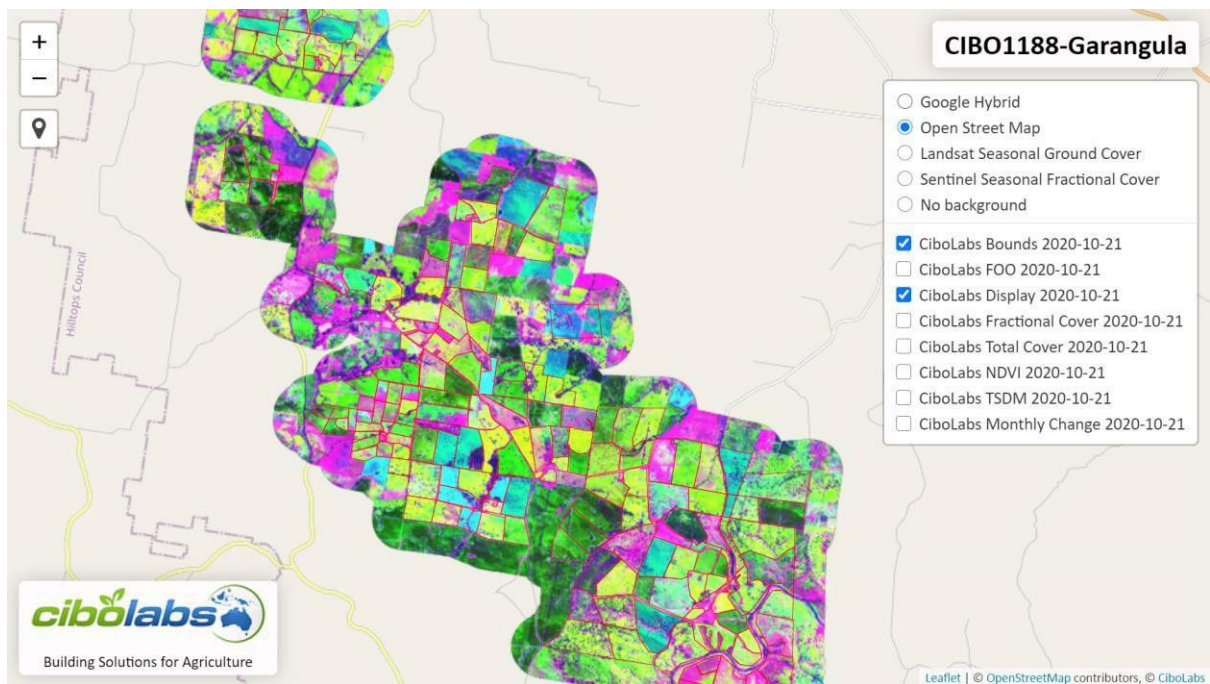 +
−
CIBO1188-Garangula
Google Hybrid
Open Street Map
Landsat Seasonal Ground Cover
Sentinel Seasonal Fractional Cover
No background
CiboLabs Bounds 2020-10-21
CiboLabs FOO 2020-10-21
CiboLabs Display 2020-10-21
CiboLabs Fractional Cover 2020-10-21
CiboLabs Total Cover 2020-10-21
CiboLabs NDVI 2020-10-21
CiboLabs TSDM 2020-10-21
CiboLabs Monthly Change 2020-10-21
Hilltops Council
cibolabs
Building Solutions for Agriculture
Leaflet | © OpenStreetMap contributors, © CiboLabs